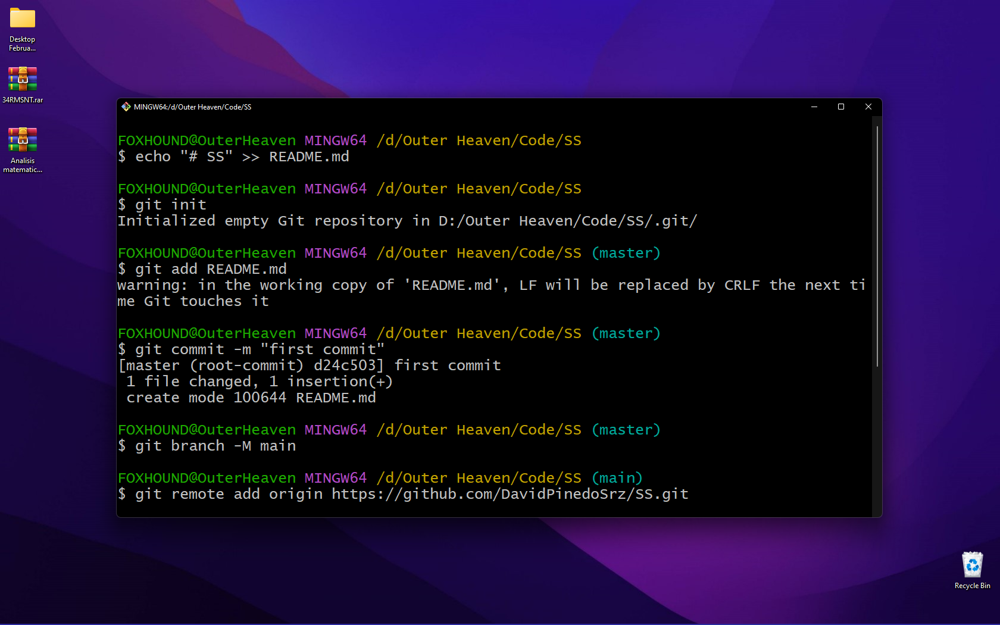 Desktop
Februa...
34RMSNT.rar
Analisis
matematic...
MINGW64:/d/Outer Heaven/Code/SS
FOXHOUND@OuterHeaven MINGW64 /d/Outer Heaven/Code/SS
$ echo "# SS" >> README.md
FOXHOUND@OuterHeaven MINGW64 /d/Outer Heaven/Code/SS
$ git init
Initialized empty Git repository in D:/Outer Heaven/Code/SS/.git/
FOXHOUND@OuterHeaven MINGW64 /d/Outer Heaven/Code/SS (master)
$ git add README.md
warning: in the working copy of 'README.md', LF will be replaced by CRLF the next ti
me Git touches it
FOXHOUND@OuterHeaven MINGW64 /d/Outer Heaven/Code/SS (master)
$ git commit -m "first commit"
[master (root-commit) d24c503] first commit
 1 file changed, 1 insertion(+)
 create mode 100644 README.md
FOXHOUND@OuterHeaven MINGW64 /d/Outer Heaven/Code/SS (master)
$ git branch -M main
FOXHOUND@OuterHeaven MINGW64 /d/Outer Heaven/Code/SS (main)
$ git remote add origin https://github.com/DavidPinedoSrz/SS.git
Recycle Bin